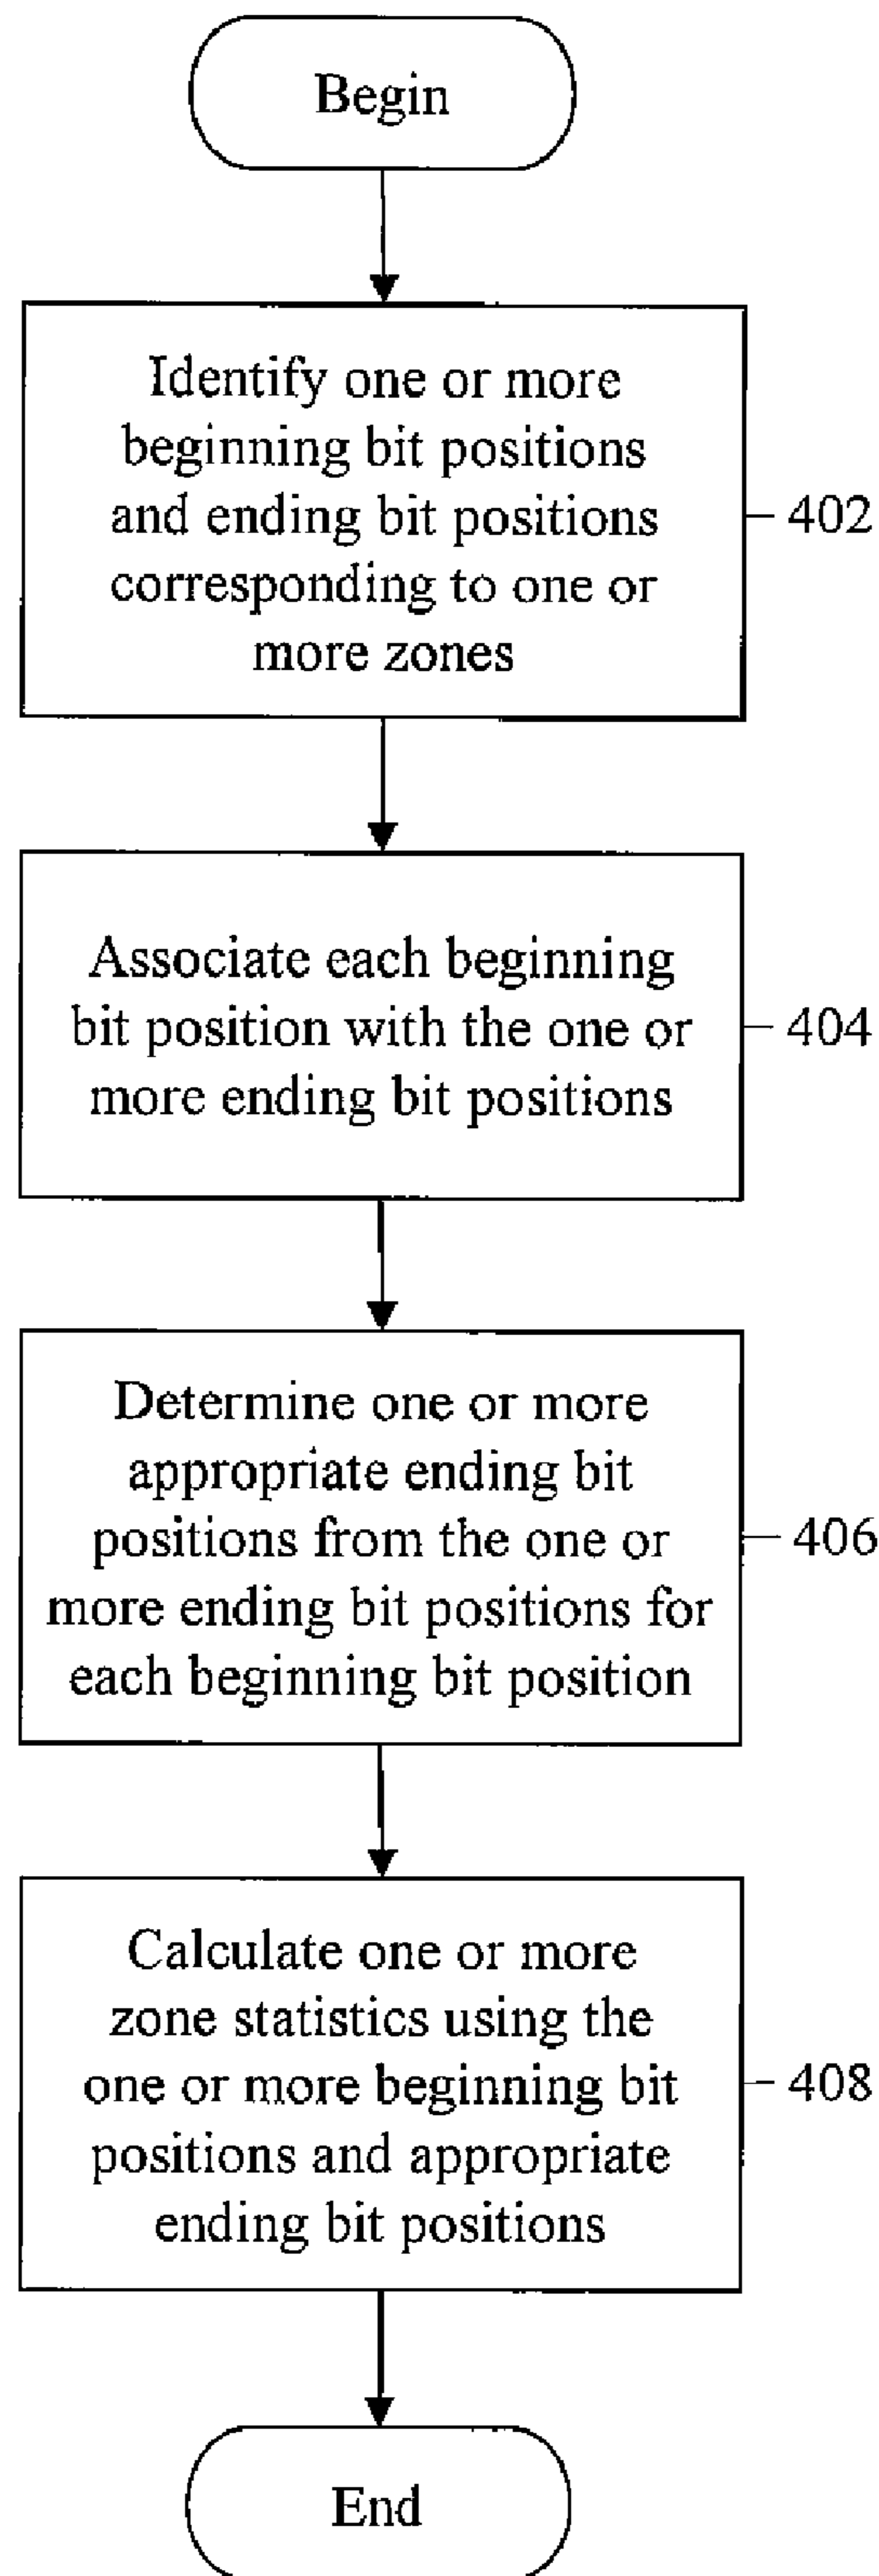 Begin
Identify one or more
beginning bit positions
and ending bit positions
corresponding to one or
more zones
402
Associate each beginning
bit position with the one or
more ending bit positions
404
Determine one or more
appropriate ending bit
positions from the one or
more ending bit positions for
each beginning bit position
406
Calculate one or more
zone statistics using the
one or more beginning bit
positions and appropriate
ending bit positions
408
End